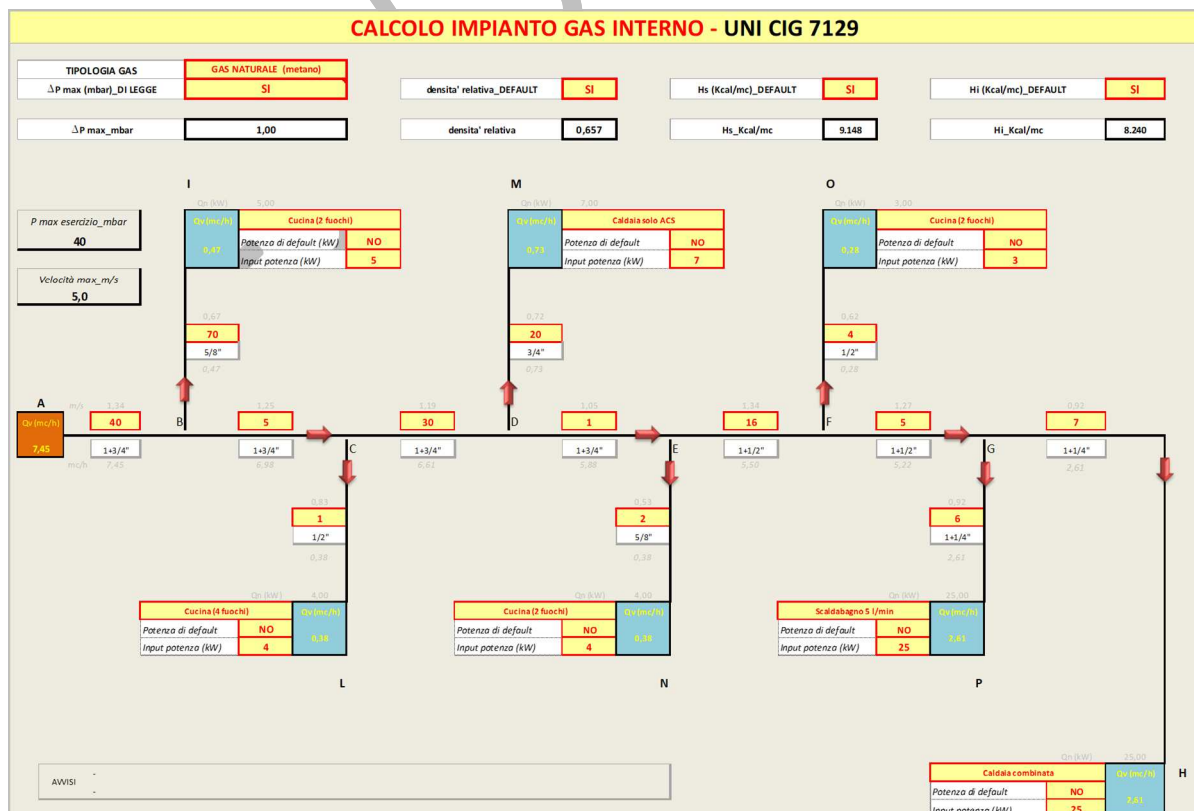 CALCOLO IMPIANTO GAS INTERNO - UNI CIG 7129
TIPOLOGIA GAS GAS NATURALE (metano)
ΔP max (mbar)_DI LEGGE SI densita' relativa_DEFAULT SI Hs (Kcal/mc)_DEFAULT SI Hi (Kcal/mc)_DEFAULT SI
ΔP max_mbar 1,00 densita' relativa 0,657 Hs_Kcal/mc 9.148 Hi_Kcal/mc 8.240
I M O
Qn (kW) 5,00 Qn (kW) 7,00 Qn (kW) 3,00
P max esercizio_mbar Qv (mc/h) Cucina (2 fuochi) Qv (mc/h) Caldaia solo ACS Qv (mc/h) Cucina (2 fuochi)
40 0,47 Potenza di default (kW) NO 0,73 Potenza di default (kW) NO 0,28 Potenza di default (kW) NO
Input potenza (kW) 5 Input potenza (kW) 7 Input potenza (kW) 3
Velocità max_m/s
5,0
0,67 0,72 0,62
70 20 4
5/8" 3/4" 1/2"
0,47 0,73 0,28
A m/s 1,34 1,25 1,19 1,05 1,34 1,27 0,92
Qv (mc/h) 40 B 5 30 D 1 16 F 5 7
7,45 1+3/4" 1+3/4" C 1+3/4" 1+3/4" E 1+1/2" 1+1/2" G 1+1/4"
mc/h 7,45 6,98 6,61 5,88 5,50 5,22 2,61
0,83 0,53 0,92
1 2 6
1/2" 5/8" 1+1/4"
0,38 0,38 2,61
Qn (kW) 4,00 Qn (kW) 4,00 Qn (kW) 25,00
Cucina (4 fuochi) Qv (mc/h) Cucina (2 fuochi) Qv (mc/h) Scaldabagno 5 l/min Qv (mc/h)
Potenza di default NO 0,38 Potenza di default NO 0,38 Potenza di default NO 2,61
Input potenza (kW) 4 Input potenza (kW) 4 Input potenza (kW) 25
L N P
Qn (kW) 25,00
AVVISI - Caldaia combinata Qv (mc/h) H
- Potenza di default NO 2,61
Input potenza (kW) 25